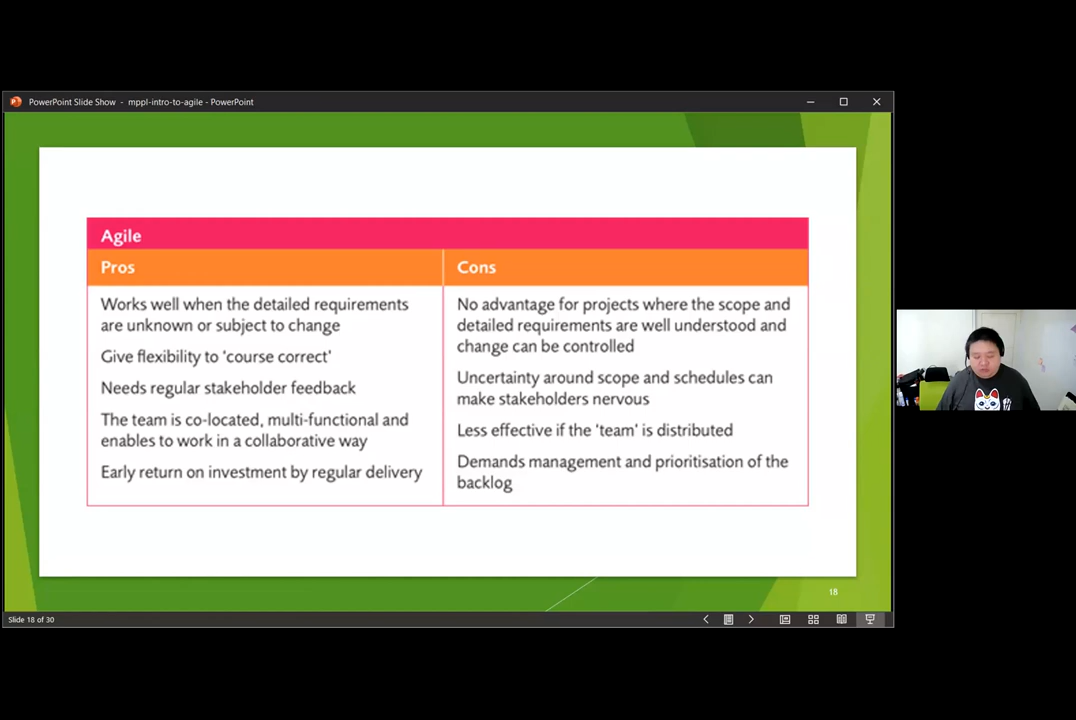 PowerPoint Slide Show - mppl-intro-to-agile - PowerPoint
Agile
Pros
Cons
Works well when the detailed requirements
are unknown or subject to change
Give flexibility to ‘course correct’
Needs regular stakeholder feedback
The team is co-located, multi-functional and
enables to work in a collaborative way
Early return on investment by regular delivery
No advantage for projects where the scope and
detailed requirements are well understood and
change can be controlled
Uncertainty around scope and schedules can
make stakeholders nervous
Less effective if the ‘team’ is distributed
Demands management and prioritisation of the
backlog
18
Slide 18 of 30